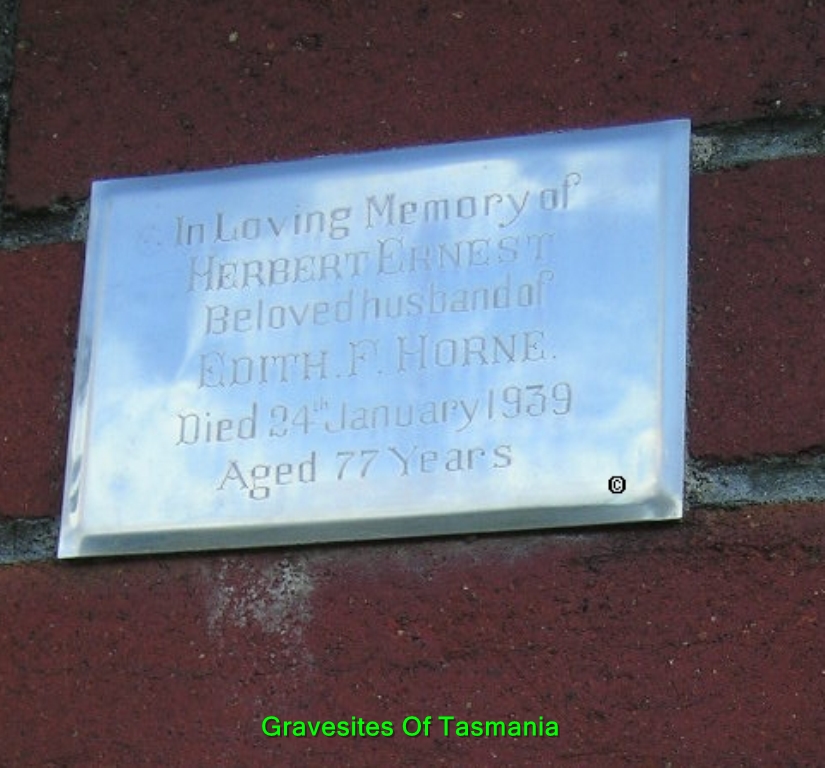 In Loving Memory of
HERBERT ERNEST
Beloved husband of
EDITH. F. HORNE.
Died 24th January 1939
Aged 77 Years
©
Gravesites Of Tasmania